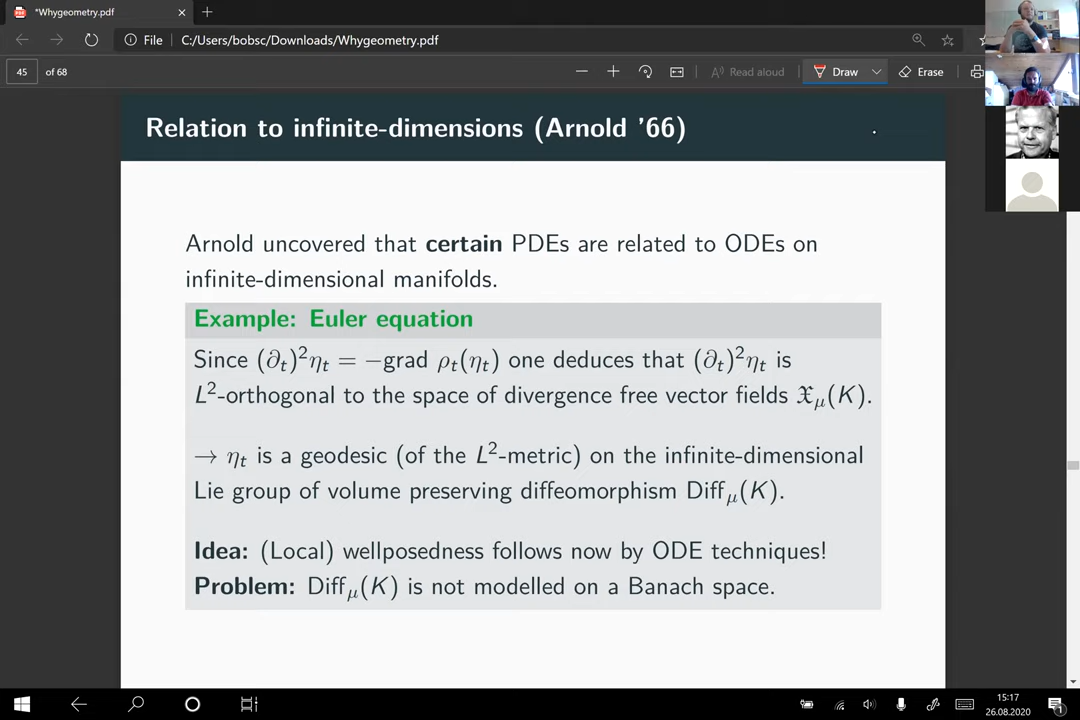 *Whygeometry.pdf
File C:/Users/bobsc/Downloads/Whygeometry.pdf
45 of 68 Read aloud Draw Erase
Relation to infinite-dimensions (Arnold '66)
Arnold uncovered that certain PDEs are related to ODEs on
infinite-dimensional manifolds.
Example: Euler equation
Since (∂ₜ)²ηₜ = −grad ρₜ(ηₜ) one deduces that (∂ₜ)²ηₜ is
L²-orthogonal to the space of divergence free vector fields 𝔛μ(K).
→ ηₜ is a geodesic (of the L²-metric) on the infinite-dimensional
Lie group of volume preserving diffeomorphism Diffμ(K).
Idea: (Local) wellposedness follows now by ODE techniques!
Problem: Diffμ(K) is not modelled on a Banach space.
15:17
26.08.2020